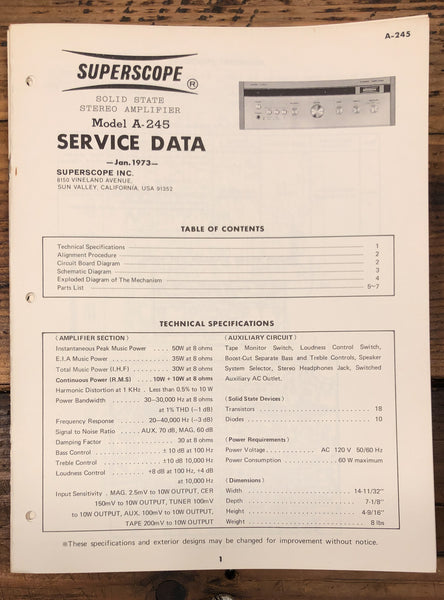 A-245
SUPERSCOPE ®
SOLID STATE
STEREO AMPLIFIER
Model A-245
SERVICE DATA
—Jan. 1973—
SUPERSCOPE INC.
8150 VINELAND AVENUE,
SUN VALLEY, CALIFORNIA, USA 91352
TABLE OF CONTENTS
Technical Specifications 1
Alignment Procedure 2
Circuit Board Diagram 2
Schematic Diagram 3
Exploded Diagram of The Mechanism 4
Parts List 5~7
TECHNICAL SPECIFICATIONS
(AMPLIFIER SECTION)
Instantaneous Peak Music Power .... 50W at 8 ohms
E.I.A Music Power .... 35W at 8 ohms
Total Music Power (I.H.F) .... 30W at 8 ohms
Continuous Power (R.M.S) .... 10W + 10W at 8 ohms
Harmonic Distortion at 1 KHz . Less than 0.5% to 10 W
Power Bandwidth .... 30~30,000 Hz at 8 ohms
at 1% THD (−1 dB)
Frequency Response .... 20~40,000 Hz (−3 dB)
Signal to Noise Ratio .... AUX, 70 dB, MAG, 60 dB
Damping Factor .... 30 at 8 ohms
Bass Control .... ±10 dB at 100 Hz
Treble Control .... ±10 dB 10,000 Hz
Loudness Control .... +8 dB at 100 Hz, +4 dB
at 10,000 Hz
Input Sensitivity . MAG, 2.5mV to 10W OUTPUT, CER
150mV to 10W OUTPUT, TUNER 100mV
to 10W OUTPUT, AUX, 100mV to 10W OUTPUT,
TAPE 200mV to 10W OUTPUT
(AUXILIARY CIRCUIT)
Tape Monitor Switch, Loudness Control Switch,
Boost-Cut Separate Bass and Treble Controls, Speaker
System Selector, Stereo Headphones Jack, Switched
Auxiliary AC Outlet.
(Solid State Devices)
Transistors .... 18
Diodes .... 10
(Power Requirements)
Power Voltage .... AC 120 V 50/60 Hz
Power Consumption .... 60 W maximum
(Dimensions)
Width .... 14-11/32"
Depth .... 7-1/8"
Height .... 4-9/16"
Weight .... 8 lbs
※These specifications and exterior designs may be changed for improvement without notice.
1